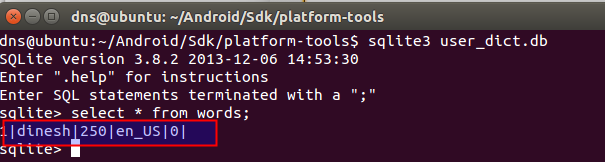 dns@ubuntu: ~/Android/Sdk/platform-tools
dns@ubuntu:~/Android/Sdk/platform-tools$ sqlite3 user_dict.db
SQLite version 3.8.2 2013-12-06 14:53:30
Enter ".help" for instructions
Enter SQL statements terminated with a ";"
sqlite> select * from words;
1|dinesh|250|en_US|0|
sqlite>